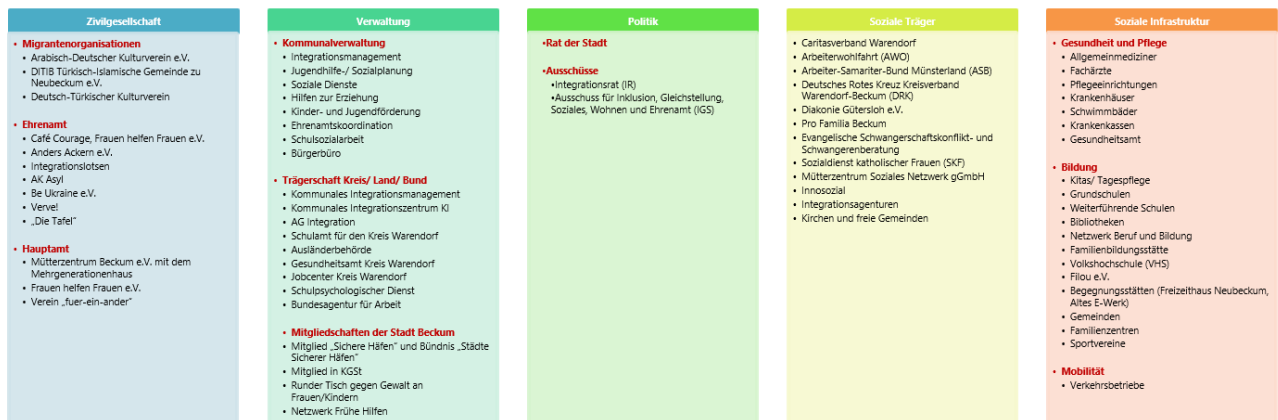 Zivilgesellschaft
• Migrantenorganisationen
• Arabisch-Deutscher Kulturverein e.V.
• DITIB Türkisch-Islamische Gemeinde zu
Neubeckum e.V.
• Deutsch-Türkischer Kulturverein
• Ehrenamt
• Café Courage, Frauen helfen Frauen e.V.
• Anders Ackern e.V.
• Integrationslotsen
• AK Asyl
• Be Ukraine e.V.
• Verve!
• „Die Tafel"
• Hauptamt
• Mütterzentrum Beckum e.V. mit dem
Mehrgenerationenhaus
• Frauen helfen Frauen e.V.
• Verein „fuer-ein-ander"
Verwaltung
• Kommunalverwaltung
• Integrationsmanagement
• Jugendhilfe-/ Sozialplanung
• Soziale Dienste
• Hilfen zur Erziehung
• Kinder- und Jugendförderung
• Ehrenamtskoordination
• Schulsozialarbeit
• Bürgerbüro
• Trägerschaft Kreis/ Land/ Bund
• Kommunales Integrationsmanagement
• Kommunales Integrationszentrum KI
• AG Integration
• Schulamt für den Kreis Warendorf
• Ausländerbehörde
• Gesundheitsamt Kreis Warendorf
• Jobcenter Kreis Warendorf
• Schulpsychologischer Dienst
• Bundesagentur für Arbeit
• Mitgliedschaften der Stadt Beckum
• Mitglied „Sichere Häfen" und Bündnis „Städte
Sicherer Häfen"
• Mitglied in KGSt
• Runder Tisch gegen Gewalt an
Frauen/Kindern
• Netzwerk Frühe Hilfen
Politik
•Rat der Stadt
•Ausschüsse
•Integrationsrat (IR)
•Ausschuss für Inklusion, Gleichstellung,
Soziales, Wohnen und Ehrenamt (IGS)
Soziale Träger
• Caritasverband Warendorf
• Arbeiterwohlfahrt (AWO)
• Arbeiter-Samariter-Bund Münsterland (ASB)
• Deutsches Rotes Kreuz Kreisverband
Warendorf-Beckum (DRK)
• Diakonie Gütersloh e.V.
• Pro Familia Beckum
• Evangelische Schwangerschaftskonflikt- und
Schwangerenberatung
• Sozialdienst katholischer Frauen (SKF)
• Mütterzentrum Soziales Netzwerk gGmbH
• Innosozial
• Integrationsagenturen
• Kirchen und freie Gemeinden
Soziale Infrastruktur
• Gesundheit und Pflege
• Allgemeinmediziner
• Fachärzte
• Pflegeeinrichtungen
• Krankenhäuser
• Schwimmbäder
• Krankenkassen
• Gesundheitsamt
• Bildung
• Kitas/ Tagespflege
• Grundschulen
• Weiterführende Schulen
• Bibliotheken
• Netzwerk Beruf und Bildung
• Familienbildungsstätte
• Volkshochschule (VHS)
• Filou e.V.
• Begegnungsstätten (Freizeithaus Neubeckum,
Altes E-Werk)
• Gemeinden
• Familienzentren
• Sportvereine
• Mobilität
• Verkehrsbetriebe